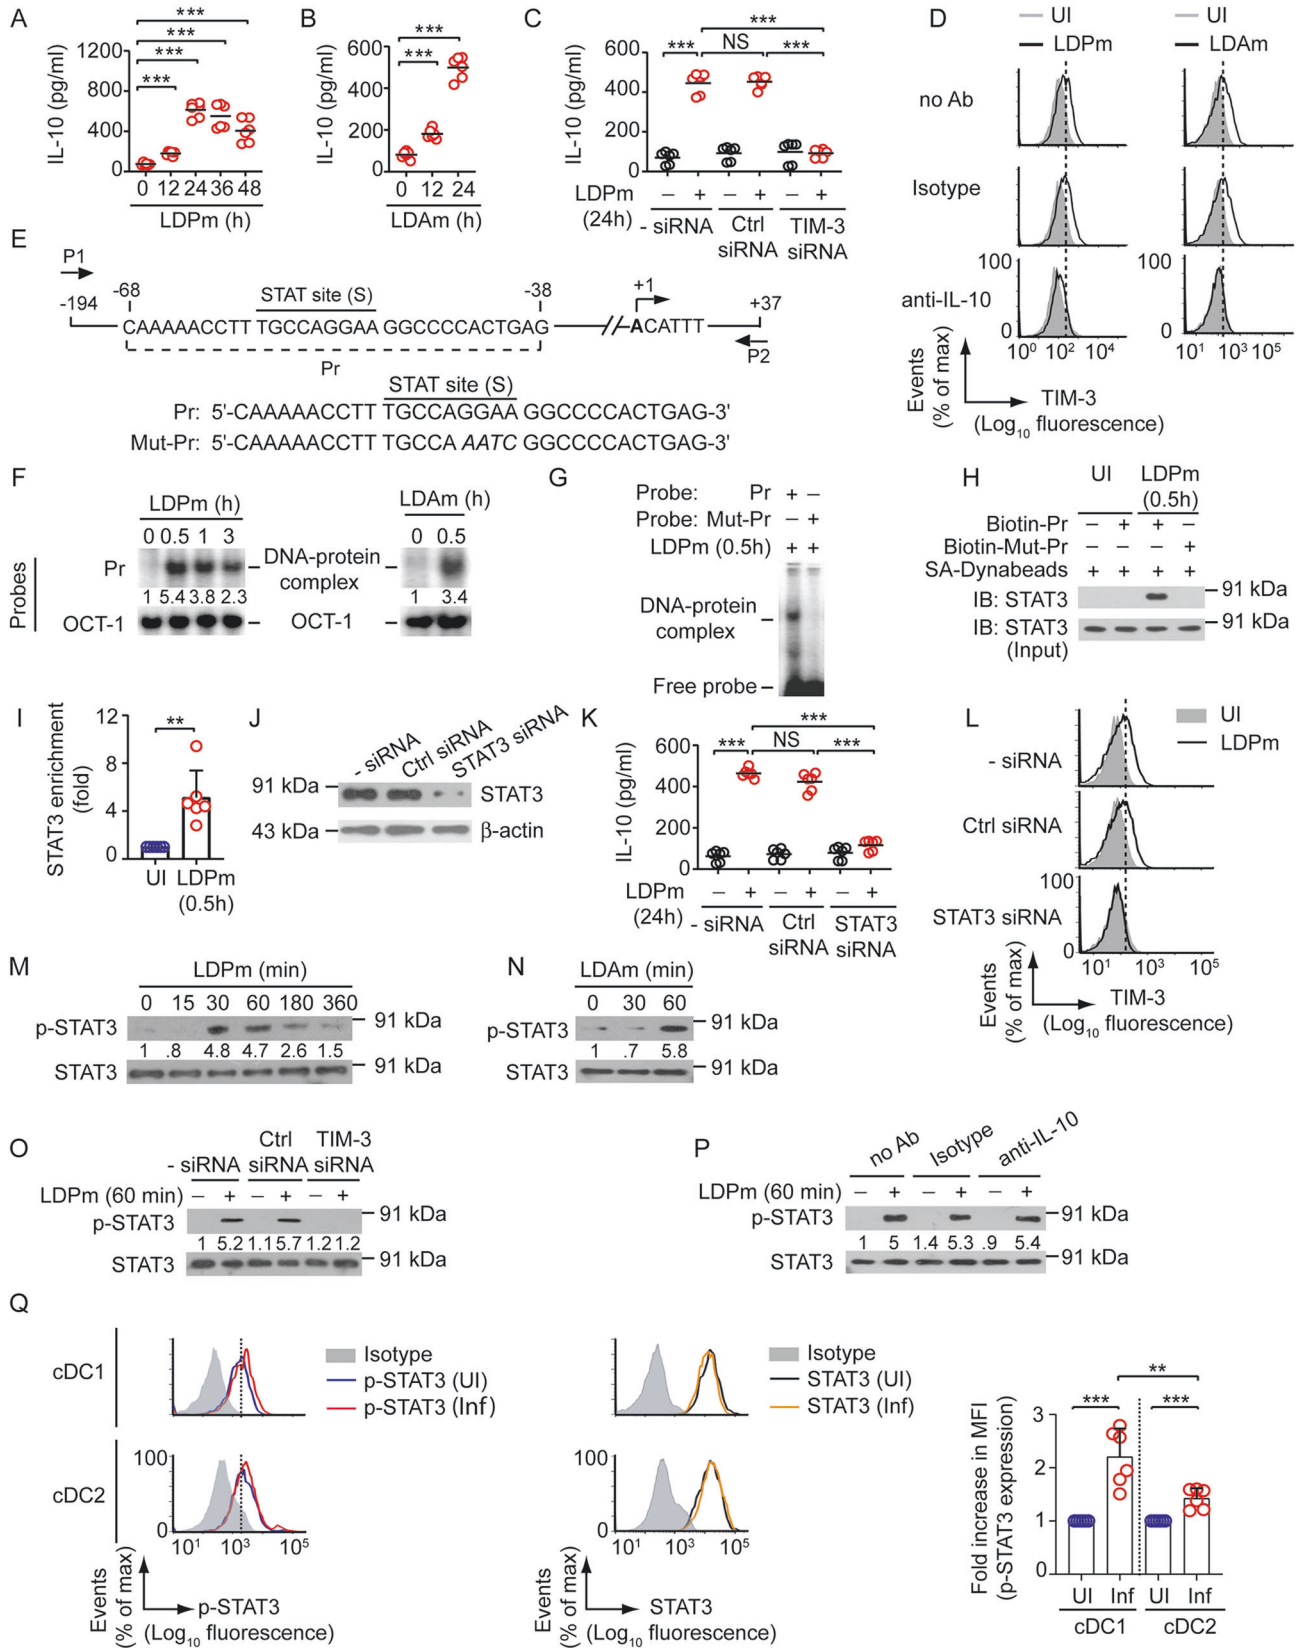 A
IL-10 (pg/ml)
1200
800
400
0
***
***
***
***
0 12 24 36 48
LDPm (h)
B
IL-10 (pg/ml)
600
400
200
0
***
***
0 12 24
LDAm (h)
C
IL-10 (pg/ml)
600
400
200
0
***
*** NS ***
LDPm (24h) – + – + – +
- siRNA
Ctrl siRNA
TIM-3 siRNA
D
UI
LDPm
UI
LDAm
no Ab
Isotype
anti-IL-10
100
0
10⁰ 10² 10⁴
100
0
10¹ 10³ 10⁵
Events (% of max)
TIM-3
(Log₁₀ fluorescence)
E
P1
-194
-68
STAT site (S)
-38
+1
+37
CAAAAACCTT TGCCAGGAA GGCCCCACTGAG
ACATTT
P2
Pr
STAT site (S)
Pr: 5'-CAAAAACCTT TGCCAGGAA GGCCCCACTGAG-3'
Mut-Pr: 5'-CAAAAACCTT TGCCA AATC GGCCCCACTGAG-3'
F
LDPm (h)
0 0.5 1 3
LDAm (h)
0 0.5
Probes
Pr
DNA-protein complex
1 5.4 3.8 2.3
1 3.4
OCT-1
OCT-1
G
Probe: Pr + –
Probe: Mut-Pr – +
LDPm (0.5h) + +
DNA-protein complex
Free probe
H
UI
LDPm (0.5h)
Biotin-Pr – + + –
Biotin-Mut-Pr – – – +
SA-Dynabeads + + + +
IB: STAT3
91 kDa
IB: STAT3 (Input)
91 kDa
I
STAT3 enrichment (fold)
12
8
4
0
**
UI
LDPm (0.5h)
J
- siRNA
Ctrl siRNA
STAT3 siRNA
91 kDa
STAT3
43 kDa
β-actin
K
IL-10 (pg/ml)
600
400
200
0
***
*** NS ***
LDPm (24h) – + – + – +
- siRNA
Ctrl siRNA
STAT3 siRNA
L
UI
LDPm
- siRNA
Ctrl siRNA
STAT3 siRNA
100
0
10¹ 10³ 10⁵
Events (% of max)
TIM-3
(Log₁₀ fluorescence)
M
LDPm (min)
0 15 30 60 180 360
p-STAT3
91 kDa
1 .8 4.8 4.7 2.6 1.5
STAT3
91 kDa
N
LDAm (min)
0 30 60
p-STAT3
91 kDa
1 .7 5.8
STAT3
91 kDa
O
- siRNA
Ctrl siRNA
TIM-3 siRNA
LDPm (60 min) – + – + – +
p-STAT3
91 kDa
1 5.2 1.1 5.7 1.2 1.2
STAT3
91 kDa
P
no Ab
Isotype
anti-IL-10
LDPm (60 min) – + – + – +
p-STAT3
91 kDa
1 5 1.4 5.3 .9 5.4
STAT3
91 kDa
Q
cDC1
Isotype
p-STAT3 (UI)
p-STAT3 (Inf)
cDC2
100
0
10¹ 10³ 10⁵
Events (% of max)
p-STAT3
(Log₁₀ fluorescence)
Isotype
STAT3 (UI)
STAT3 (Inf)
100
0
10¹ 10³ 10⁵
Events (% of max)
STAT3
(Log₁₀ fluorescence)
Fold increase in MFI (p-STAT3 expression)
3
2
1
0
**
*** ***
UI Inf UI Inf
cDC1 cDC2